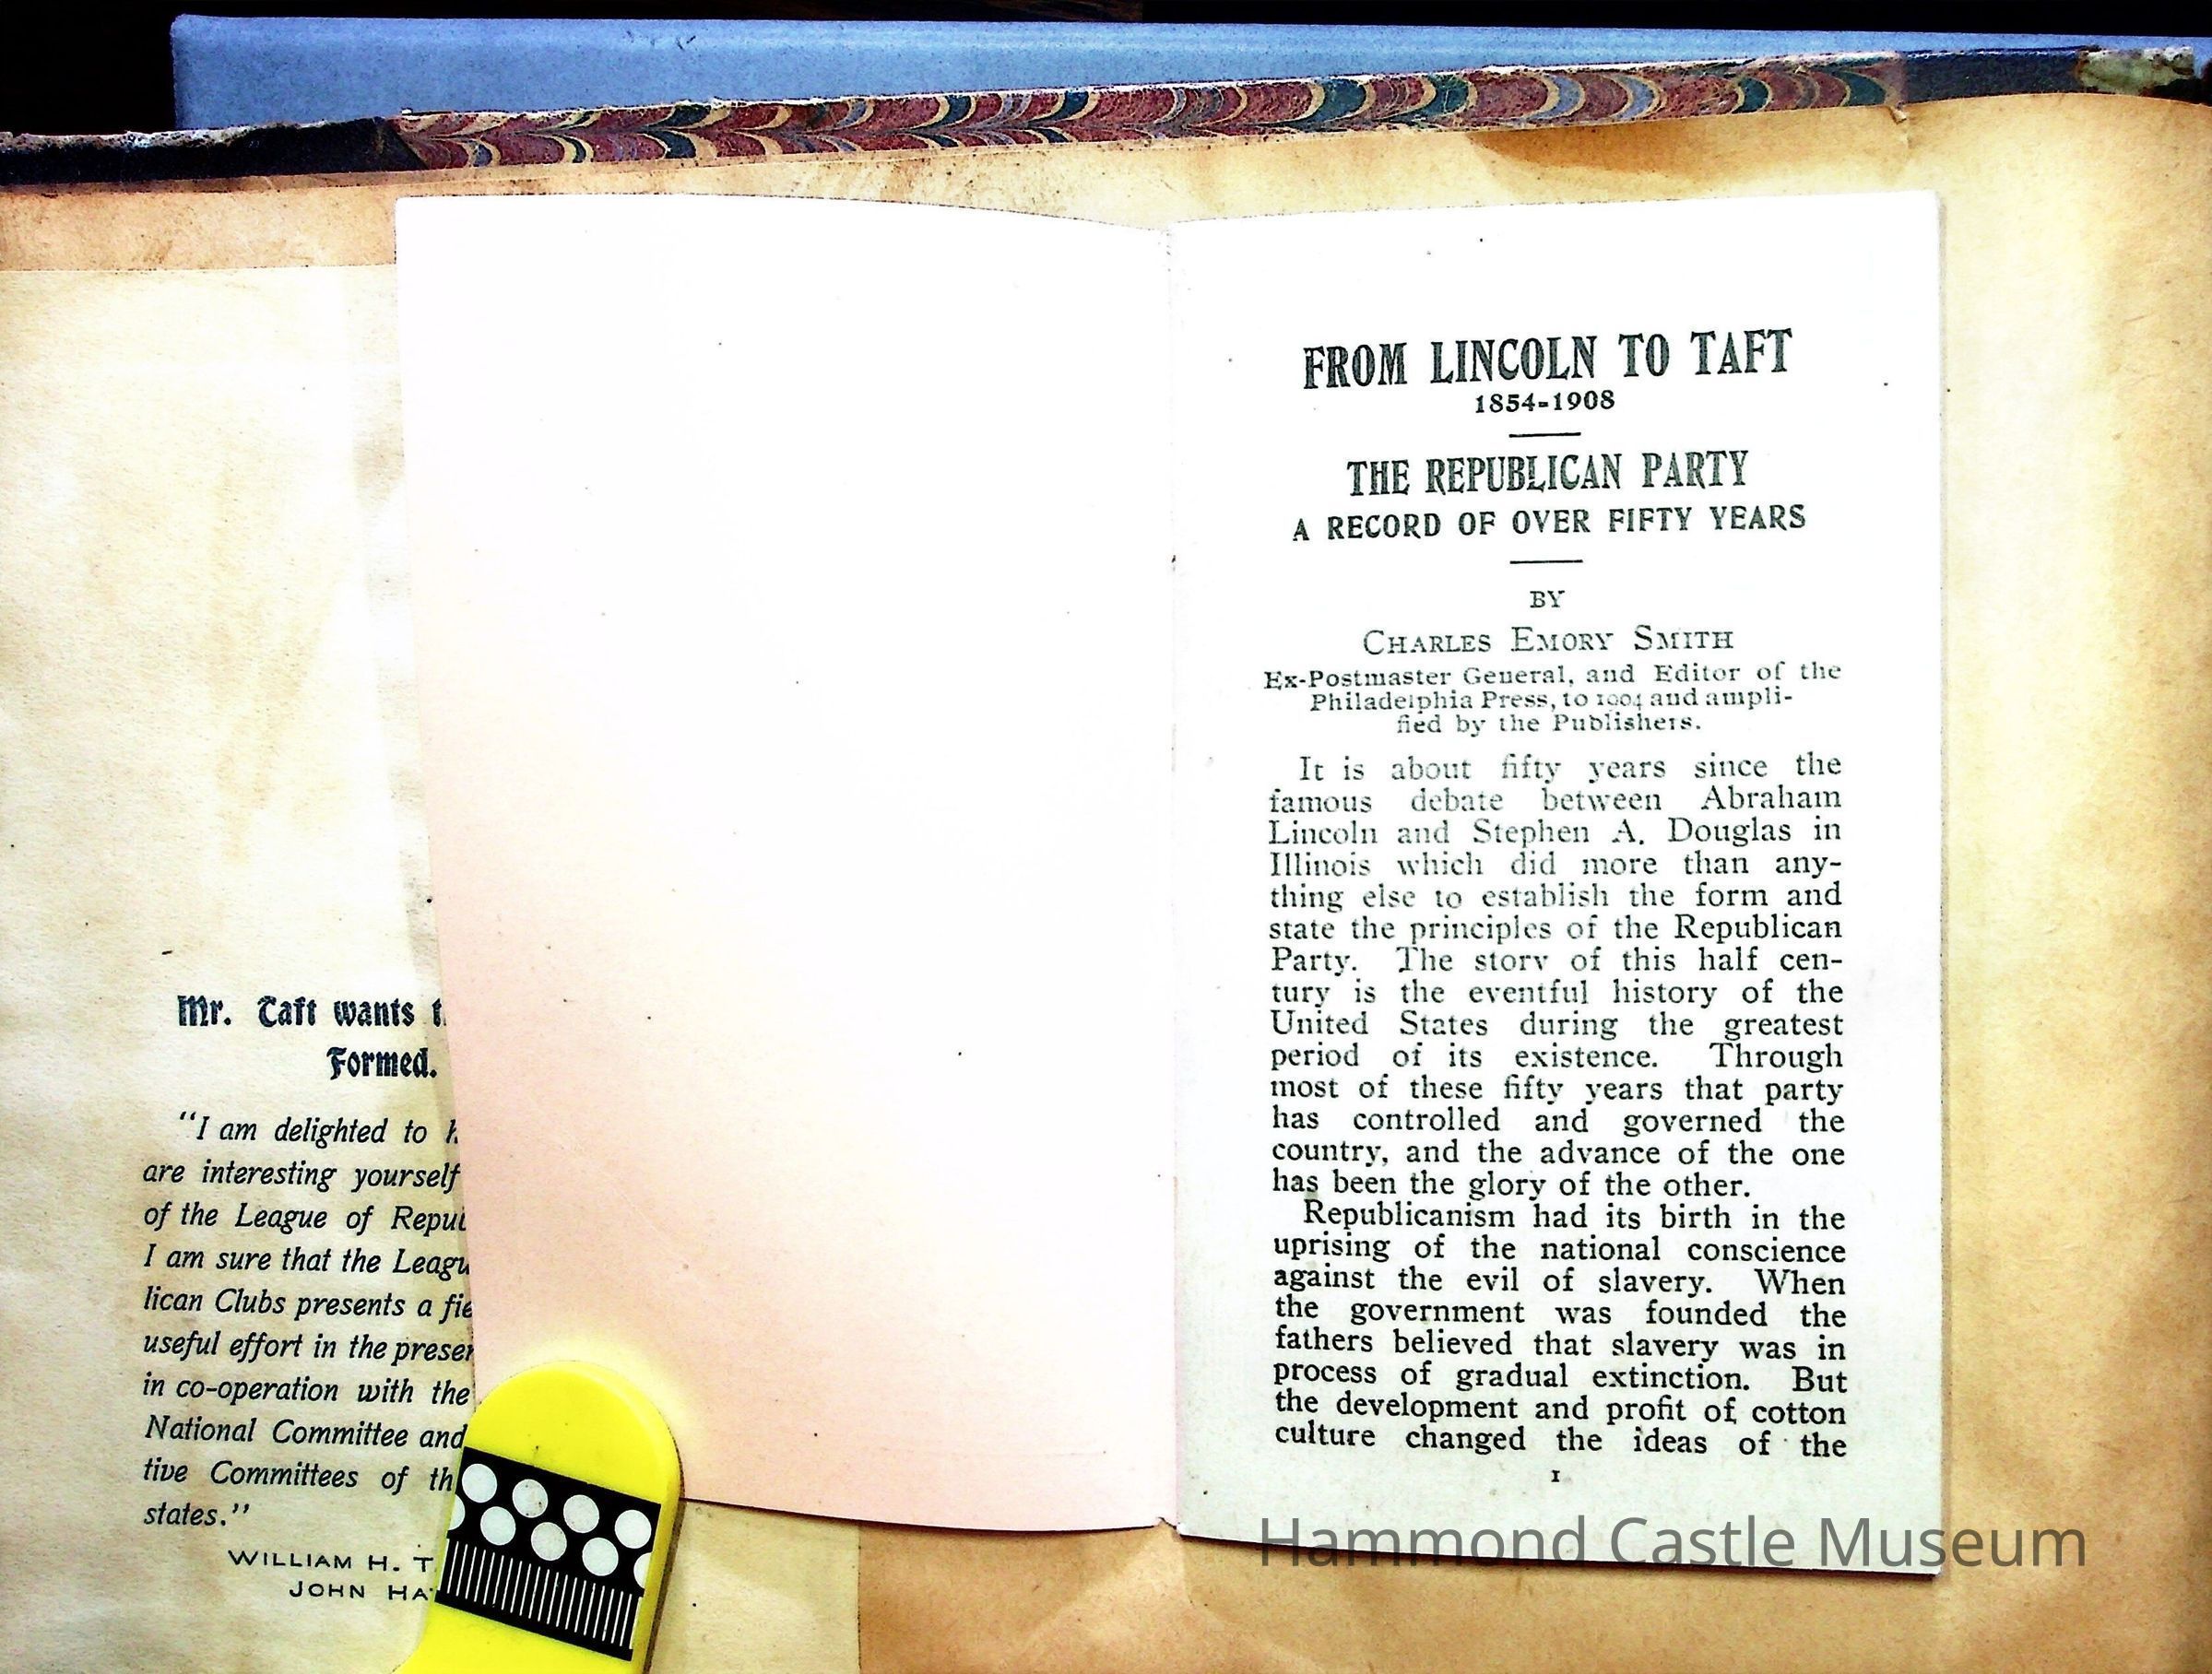 Mr. Taft wants
Formed.
"I am delighted to
are interesting yourself
of the League of
I am sure that the
lican Clubs presents a
useful effort in the
in co-operation with the
National Committee and
tive Committees of
states."
WILLIAM H.
JOHN
FROM LINCOLN TO TAFT
1854-1908
THE REPUBLICAN PARTY
A RECORD OF OVER FIFTY YEARS
BY
CHARLES EMORY SMITH
Ex-Postmaster General, and Editor of the
Philadelphia Press, to 1904 and ampli-
fied by the Publishers.
It is about fifty years since the
famous debate between Abraham
Lincoln and Stephen A. Douglas in
Illinois which did more than any-
thing else to establish the form and
state the principles of the Republican
Party. The story of this half cen-
tury is the eventful history of the
United States during the greatest
period of its existence. Through
most of these fifty years that party
has controlled and governed the
country, and the advance of the one
has been the glory of the other.
Republicanism had its birth in the
uprising of the national conscience
against the evil of slavery. When
the government was founded the
fathers believed that slavery was in
process of gradual extinction. But
the development and profit of cotton
culture changed the ideas of the
1
Hammond Castle Museum